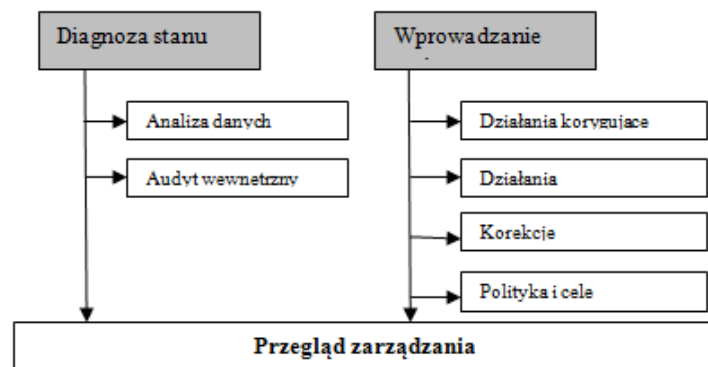 Diagnoza stanu
Analiza danych
Audyt wewnetrzny
Wprowadzanie
Działania korygujace
Działania
Korekcje
Polityka i cele
Przegląd zarządzania